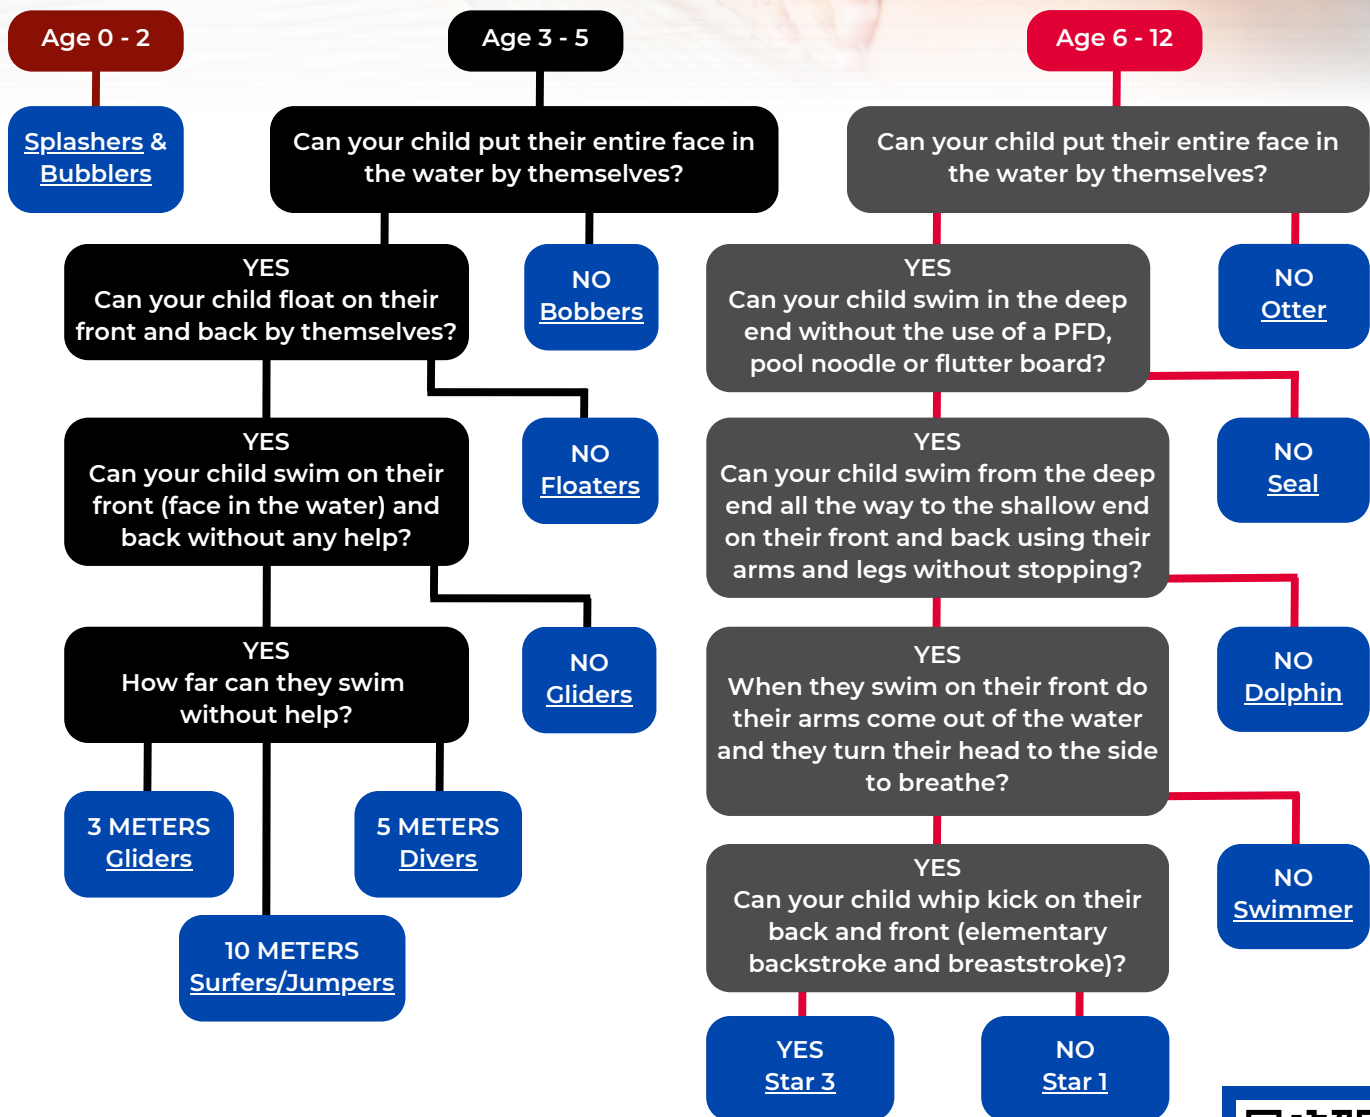 Age 0 - 2
Splashers &
Bubblers
Age 3 - 5
Can your child put their entire face in
the water by themselves?
YES
Can your child float on their
front and back by themselves?
NO
Bobbers
YES
Can your child swim on their
front (face in the water) and
back without any help?
NO
Floaters
YES
How far can they swim
without help?
NO
Gliders
3 METERS
Gliders
5 METERS
Divers
10 METERS
Surfers/Jumpers
Age 6 - 12
Can your child put their entire face in
the water by themselves?
YES
Can your child swim in the deep
end without the use of a PFD,
pool noodle or flutter board?
NO
Otter
YES
Can your child swim from the deep
end all the way to the shallow end
on their front and back using their
arms and legs without stopping?
NO
Seal
YES
When they swim on their front do
their arms come out of the water
and they turn their head to the side
to breathe?
NO
Dolphin
YES
Can your child whip kick on their
back and front (elementary
backstroke and breaststroke)?
NO
Swimmer
YES
Star 3
NO
Star 1